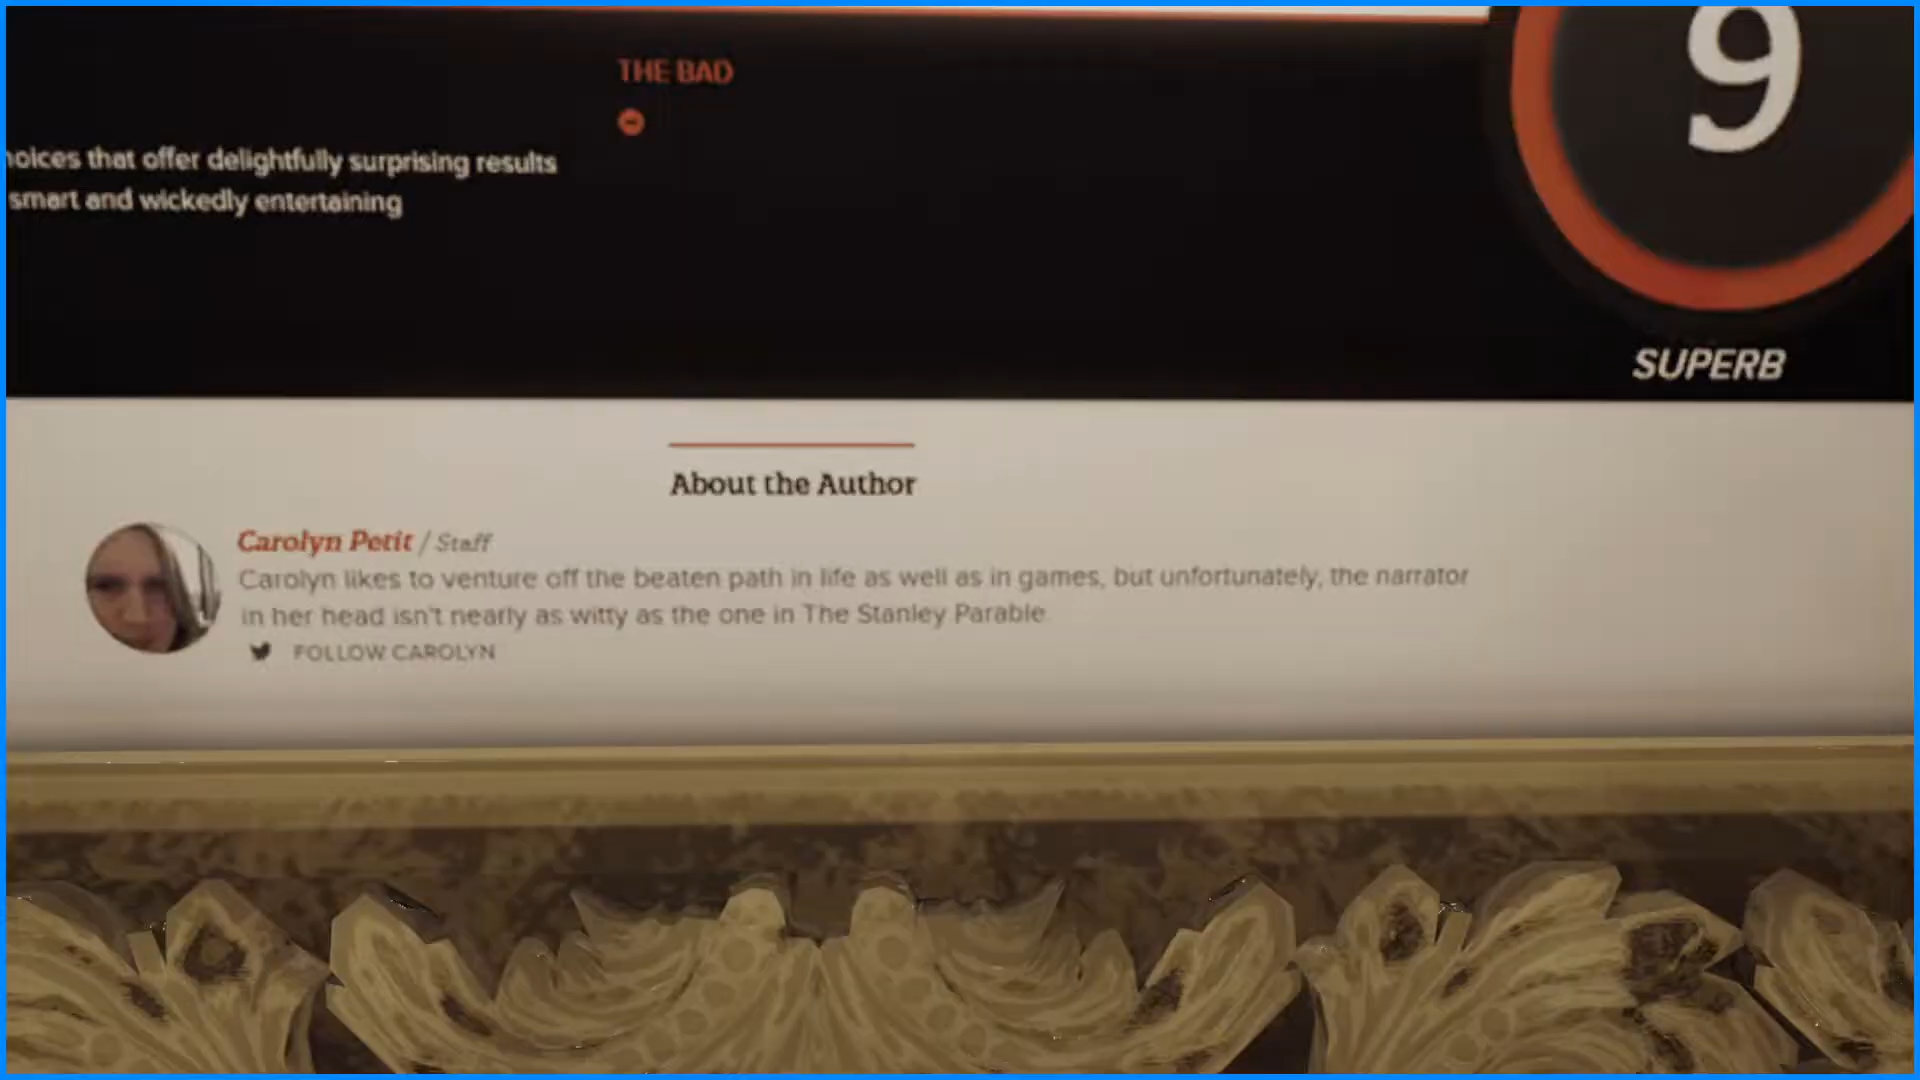 9
THE BAD
that offer delightfully surprising results
smart and wickedly entertaining
SUPERB
About the Author
Carolyn Petit / Staff
Carolyn likes to venture off the beaten path in life as well as in games, but unfortunately, the narrator
in her head isn't nearly as witty as the one in The Stanley Parable.
FOLLOW CAROLYN